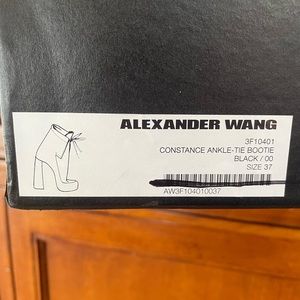 ALEXANDER WANG
3F10401
CONSTANCE ANKLE-TIE BOOTIE
BLACK / 00
SIZE 37
AW3F104010037